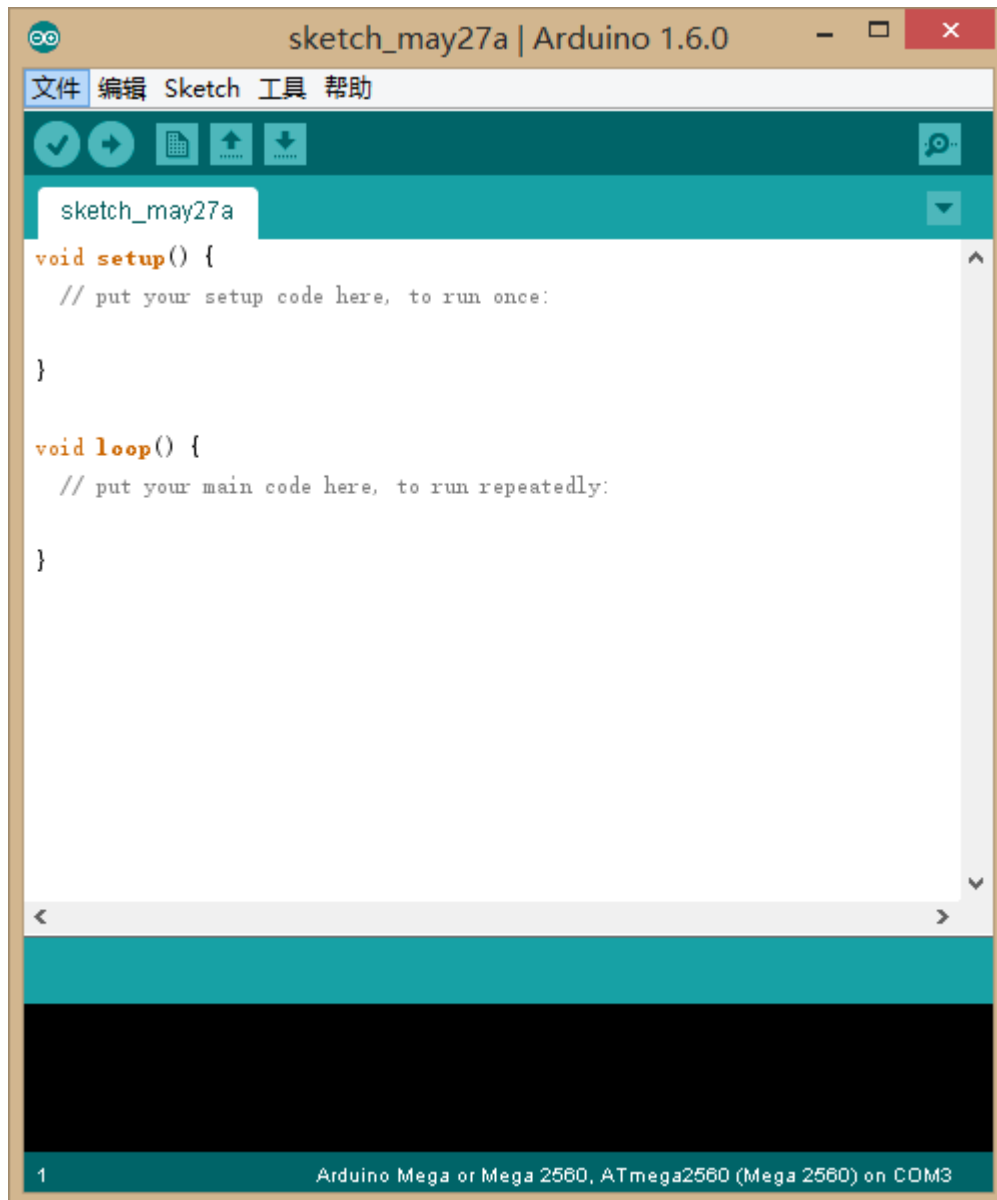 sketch_may27a | Arduino 1.6.0
文件 编辑 Sketch 工具 帮助
sketch_may27a
void setup() {
  // put your setup code here, to run once:
}
void loop() {
  // put your main code here, to run repeatedly:
}
1 Arduino Mega or Mega 2560, ATmega2560 (Mega 2560) on COM3